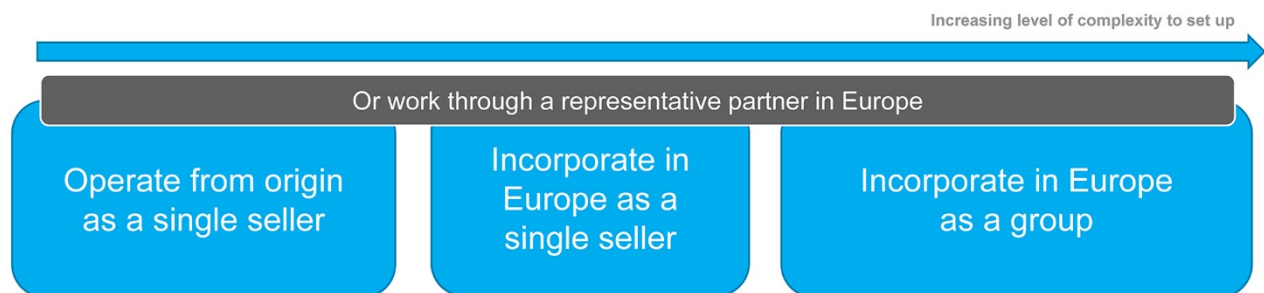 Increasing level of complexity to set up
Or work through a representative partner in Europe
Operate from origin
as a single seller
Incorporate in
Europe as a
single seller
Incorporate in Europe
as a group